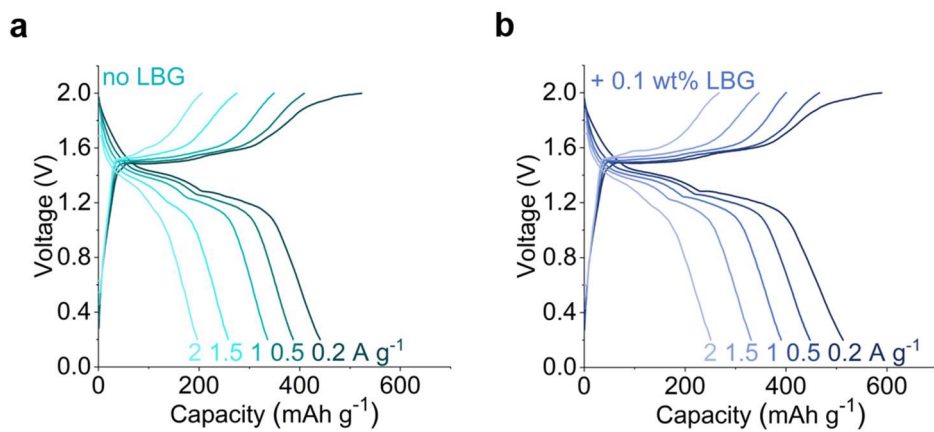 a
no LBG
2.0
1.6
1.2
0.8
0.4
0.0
Voltage (V)
2 1.5 1 0.5 0.2 A g⁻¹
0 200 400 600
Capacity (mAh g⁻¹)
b
+ 0.1 wt% LBG
2.0
1.6
1.2
0.8
0.4
0.0
Voltage (V)
2 1.5 1 0.5 0.2 A g⁻¹
0 200 400 600
Capacity (mAh g⁻¹)